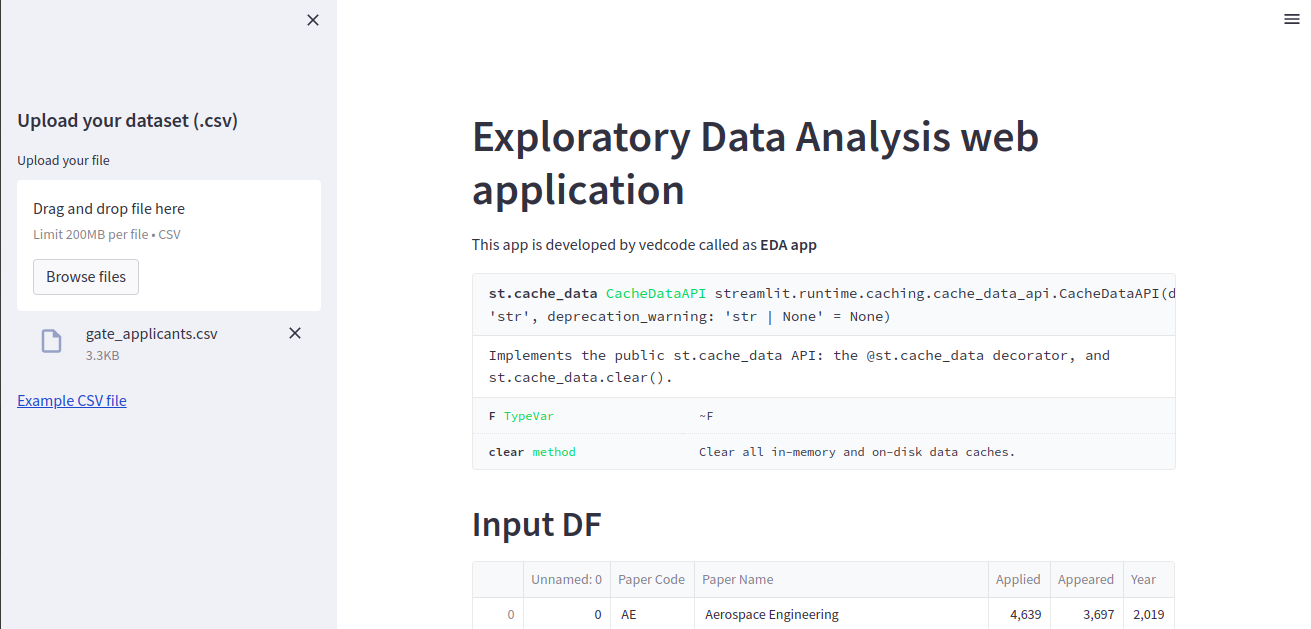 Upload your dataset (.csv)
Upload your file
Drag and drop file here
Limit 200MB per file • CSV
Browse files
gate_applicants.csv
3.3KB
Example CSV file
Exploratory Data Analysis web
application
This app is developed by vedcode called as EDA app
st.cache_data CacheDataAPI streamlit.runtime.caching.cache_data_api.CacheDataAPI(d
'str', deprecation_warning: 'str | None' = None)
Implements the public st.cache_data API: the @st.cache_data decorator, and
st.cache_data.clear().
F TypeVar ~F
clear method Clear all in-memory and on-disk data caches.
Input DF
Unnamed: 0 Paper Code Paper Name Applied Appeared Year
0 0 AE Aerospace Engineering 4,639 3,697 2,019